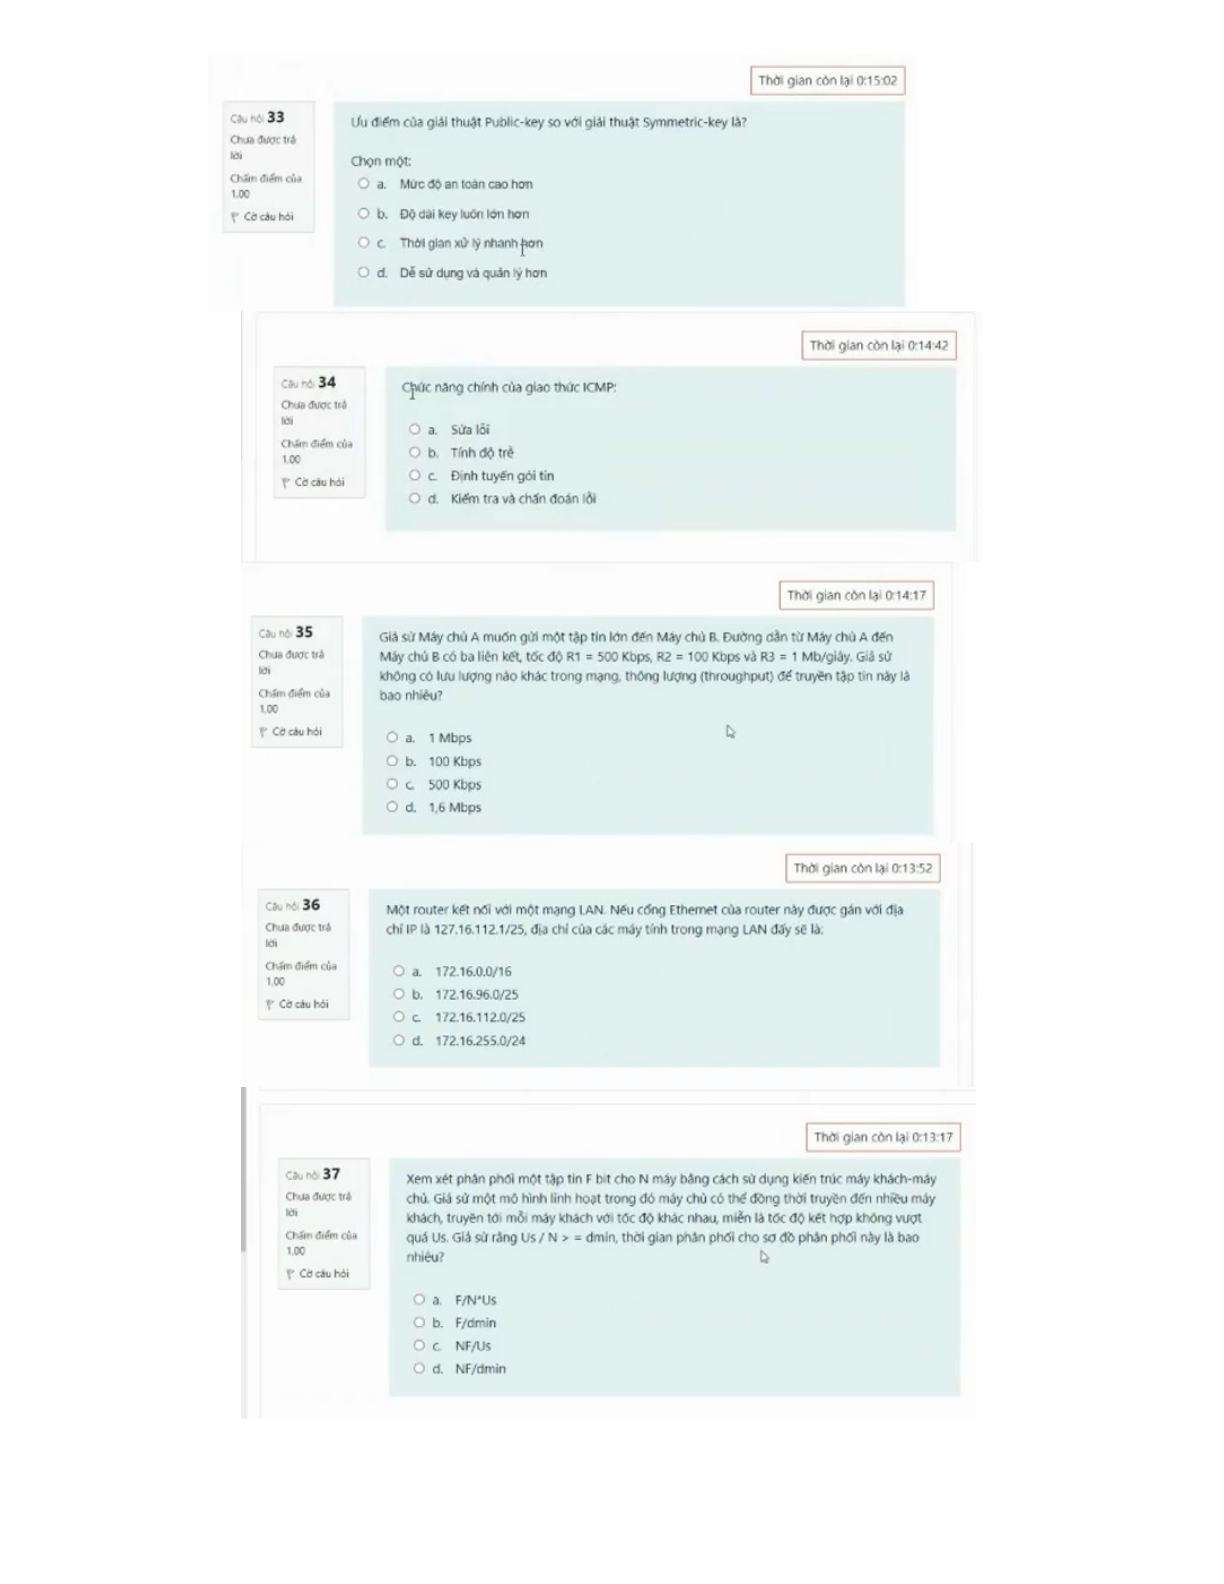 Thời gian còn lại 0:15:02
Câu hỏi 33
Chưa được trả
lời
Chấm điểm của
1,00
Cờ câu hỏi
Ưu điểm của giải thuật Public-key so với giải thuật Symmetric-key là?
Chọn một:
a. Mức độ an toàn cao hơn
b. Độ dài key luôn lớn hơn
c. Thời gian xử lý nhanh hơn
d. Dễ sử dụng và quản lý hơn
Thời gian còn lại 0:14:42
Câu hỏi 34
Chưa được trả
lời
Chấm điểm của
1,00
Cờ câu hỏi
Chức năng chính của giao thức ICMP:
a. Sửa lỗi
b. Tính độ trễ
c. Định tuyến gói tin
d. Kiểm tra và chẩn đoán lỗi
Thời gian còn lại 0:14:17
Câu hỏi 35
Chưa được trả
lời
Chấm điểm của
1,00
Cờ câu hỏi
Giả sử Máy chủ A muốn gửi một tập tin lớn đến Máy chủ B. Đường dẫn từ Máy chủ A đến
Máy chủ B có ba liên kết, tốc độ R1 = 500 Kbps, R2 = 100 Kbps và R3 = 1 Mb/giây. Giả sử
không có lưu lượng nào khác trong mạng, thông lượng (throughput) để truyền tập tin này là
bao nhiêu?
a. 1 Mbps
b. 100 Kbps
c. 500 Kbps
d. 1,6 Mbps
Thời gian còn lại 0:13:52
Câu hỏi 36
Chưa được trả
lời
Chấm điểm của
1,00
Cờ câu hỏi
Một router kết nối với một mạng LAN. Nếu cổng Ethernet của router này được gán với địa
chỉ IP là 127.16.112.1/25, địa chỉ của các máy tính trong mạng LAN đấy sẽ là:
a. 172.16.0.0/16
b. 172.16.96.0/25
c. 172.16.112.0/25
d. 172.16.255.0/24
Thời gian còn lại 0:13:17
Câu hỏi 37
Chưa được trả
lời
Chấm điểm của
1,00
Cờ câu hỏi
Xem xét phân phối một tập tin F bit cho N máy bằng cách sử dụng kiến trúc máy khách-máy
chủ. Giả sử một mô hình linh hoạt trong đó máy chủ có thể đồng thời truyền đến nhiều máy
khách, truyền tới mỗi máy khách với tốc độ khác nhau, miễn là tốc độ kết hợp không vượt
quá Us. Giả sử rằng Us / N > = dmin, thời gian phân phối cho sơ đồ phân phối này là bao
nhiêu?
a. F/N*Us
b. F/dmin
c. NF/Us
d. NF/dmin